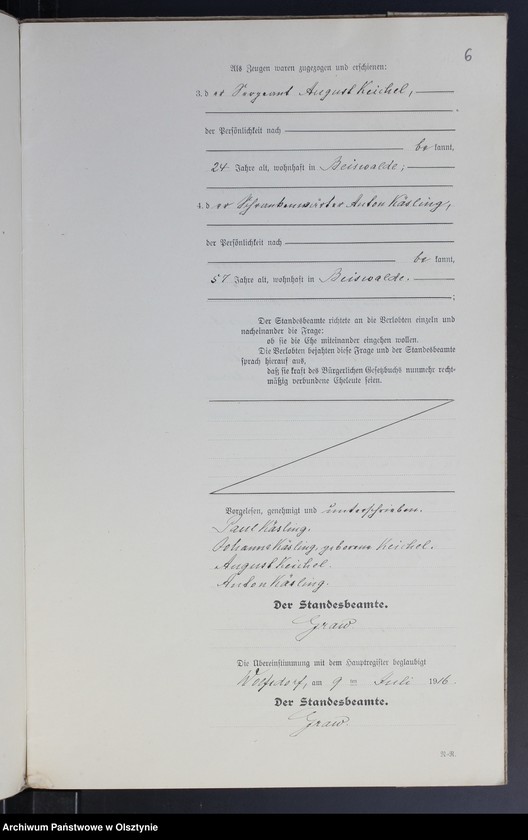 6
Als Zeugen waren zugezogen und erschienen:
3. der Sergeant August Keichel,
der Persönlichkeit nach
bekannt,
24 Jahre alt, wohnhaft in Beiswalde;
4. der Schrankenwärter Anton Käsling,
der Persönlichkeit nach
bekannt,
57 Jahre alt, wohnhaft in Beiswalde.
;
Der Standesbeamte richtete an die Verlobten einzeln und
nacheinander die Frage:
ob sie die Ehe miteinander eingehen wollen.
Die Verlobten bejahten diese Frage und der Standesbeamte
sprach hierauf aus,
daß sie kraft des Bürgerlichen Gesetzbuchs nunmehr recht-
mäßig verbundene Eheleute seien.
Vorgelesen, genehmigt und unterschrieben.
Paul Käsling.
Johanna Käsling, geborene Keichel.
August Keichel.
Anton Käsling.
Der Standesbeamte.
Graw
Die Übereinstimmung mit dem Hauptregister beglaubigt
Wolfsdorf, am 9ten Juli 1916.
Der Standesbeamte.
Graw.
N-R.
Archiwum Państwowe w Olsztynie